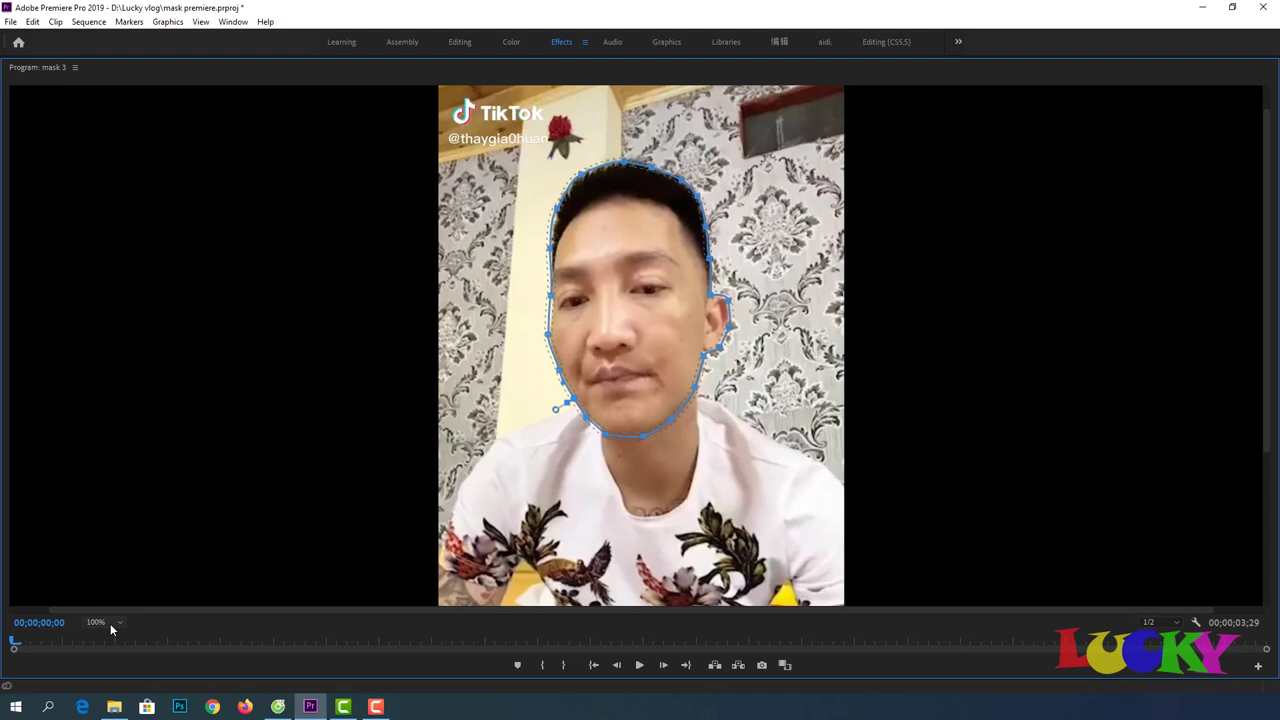 Adobe Premiere Pro 2019 - D:\Lucky vlog\mask premiere.prproj *
File Edit Clip Sequence Markers Graphics View Window Help
Learning Assembly Editing Color Effects Audio Graphics Libraries 编辑 aidi. Editing (CS5.5)
Program: mask 3
TikTok
@thaygia0huan
00;00;00;00 100% 1/2 00;00;03;29
LUCKY
Ps Pr